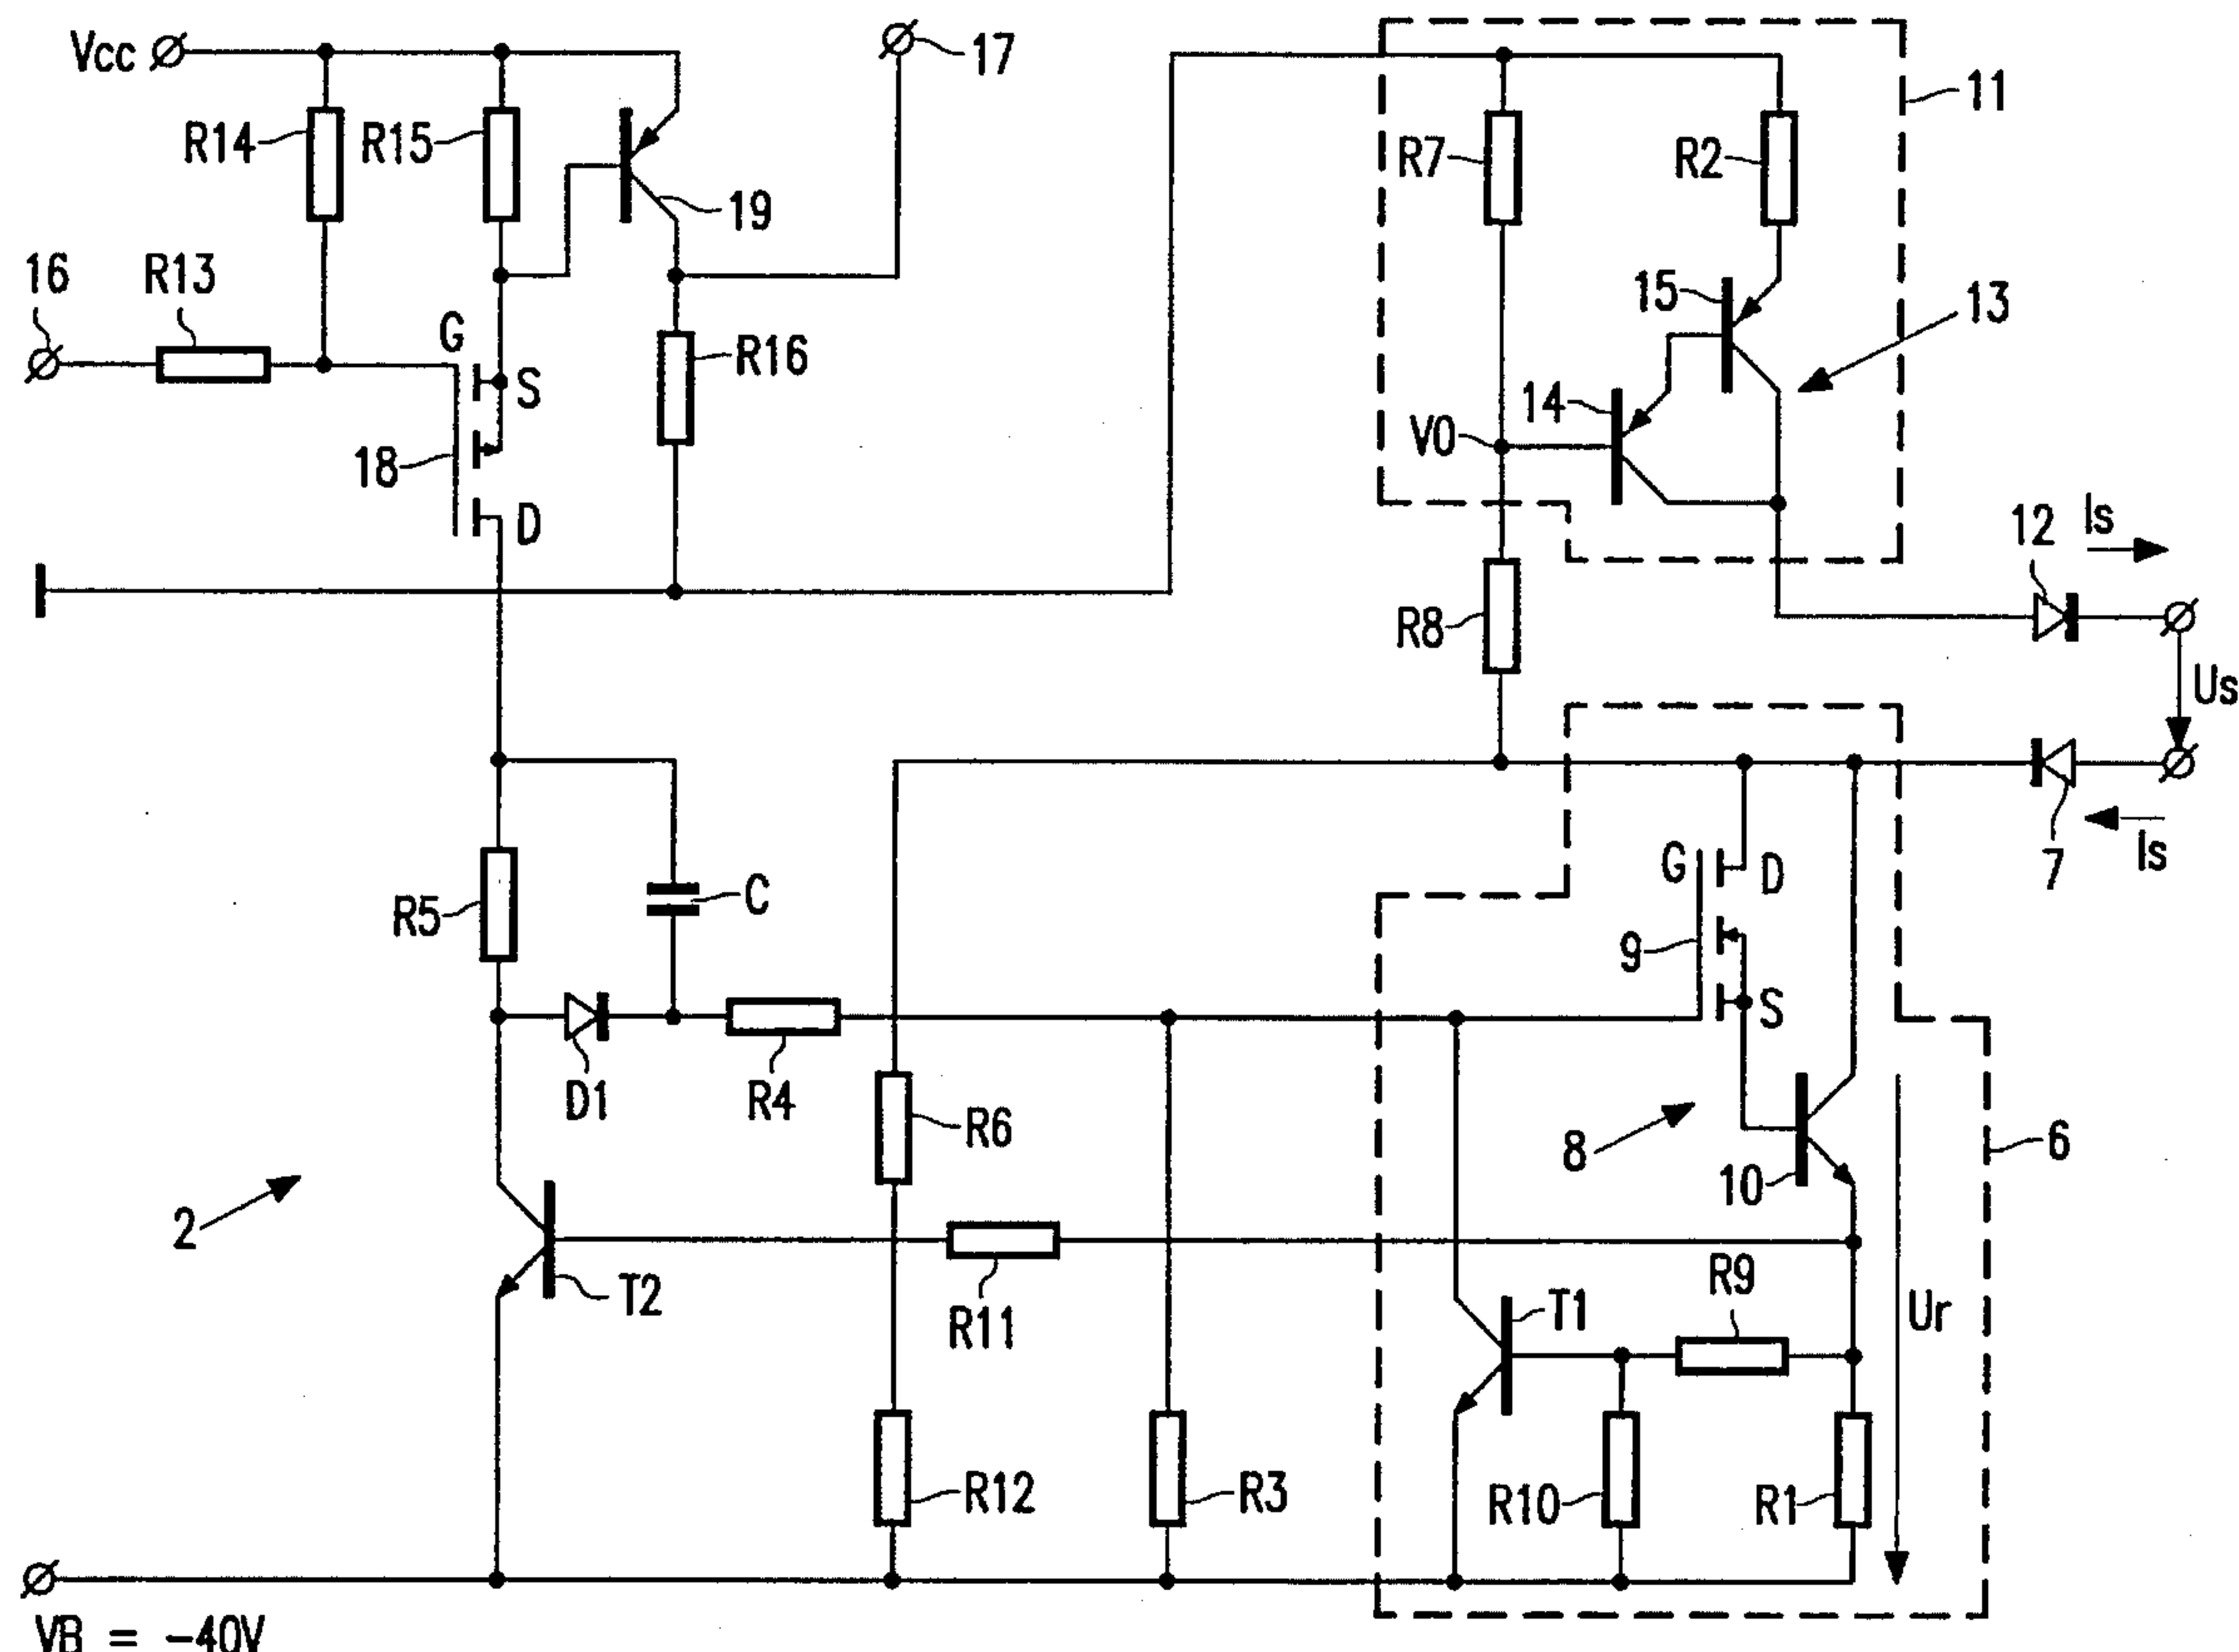 Vcc
17
11
R14
R15
R7
R2
19
16
R13
15
13
G
R16
14
S
V0
18
D
12
Is
R8
Us
G
D
7
Is
R5
C
9
S
D1
R4
R6
8
6
10
2
T2
R11
T1
R9
Ur
R12
R3
R10
R1
VB = -40V